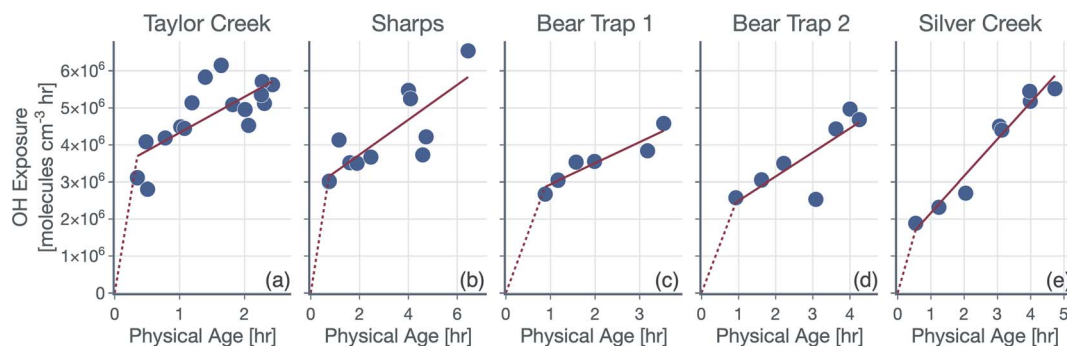 Taylor Creek
Sharps
Bear Trap 1
Bear Trap 2
Silver Creek
OH Exposure
[molecules cm⁻³ hr]
6×10⁶
5×10⁶
4×10⁶
3×10⁶
2×10⁶
1×10⁶
0
(a)
(b)
(c)
(d)
(e)
0 1 2
0 2 4 6
0 1 2 3
0 1 2 3 4
0 1 2 3 4 5
Physical Age [hr]
Physical Age [hr]
Physical Age [hr]
Physical Age [hr]
Physical Age [hr]